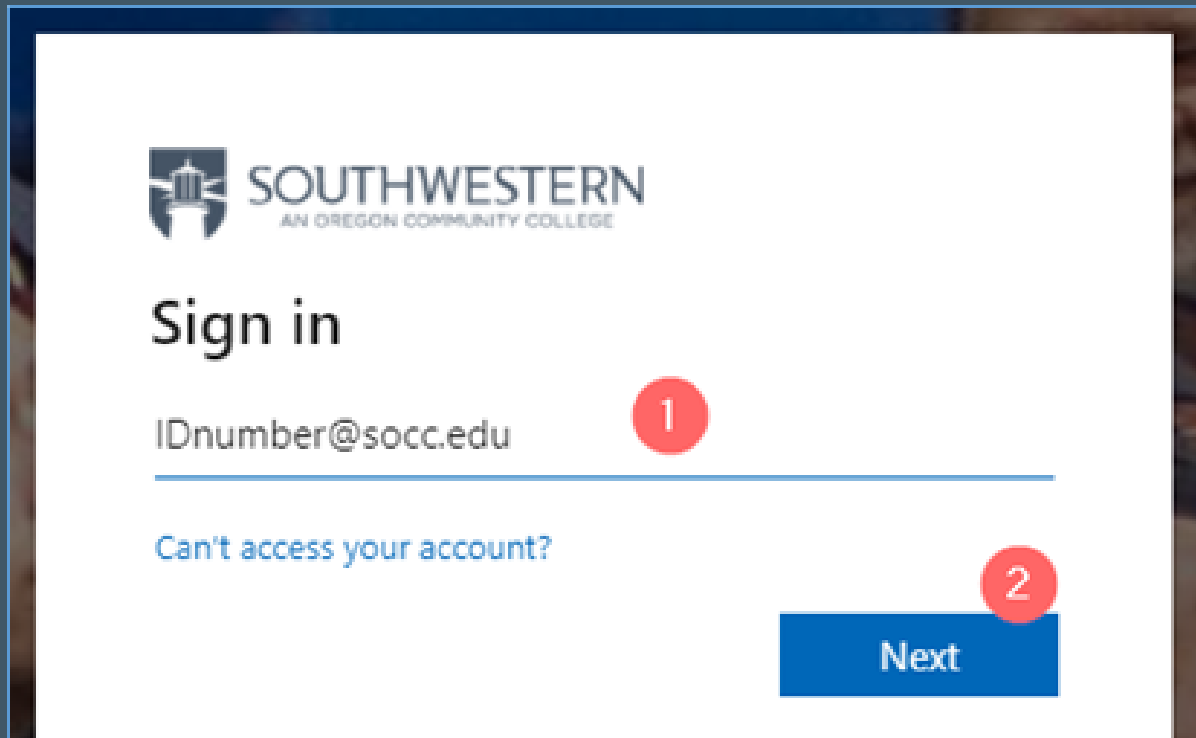 SOUTHWESTERN
AN OREGON COMMUNITY COLLEGE
Sign in
IDnumber@socc.edu
1
Can't access your account?
2
Next